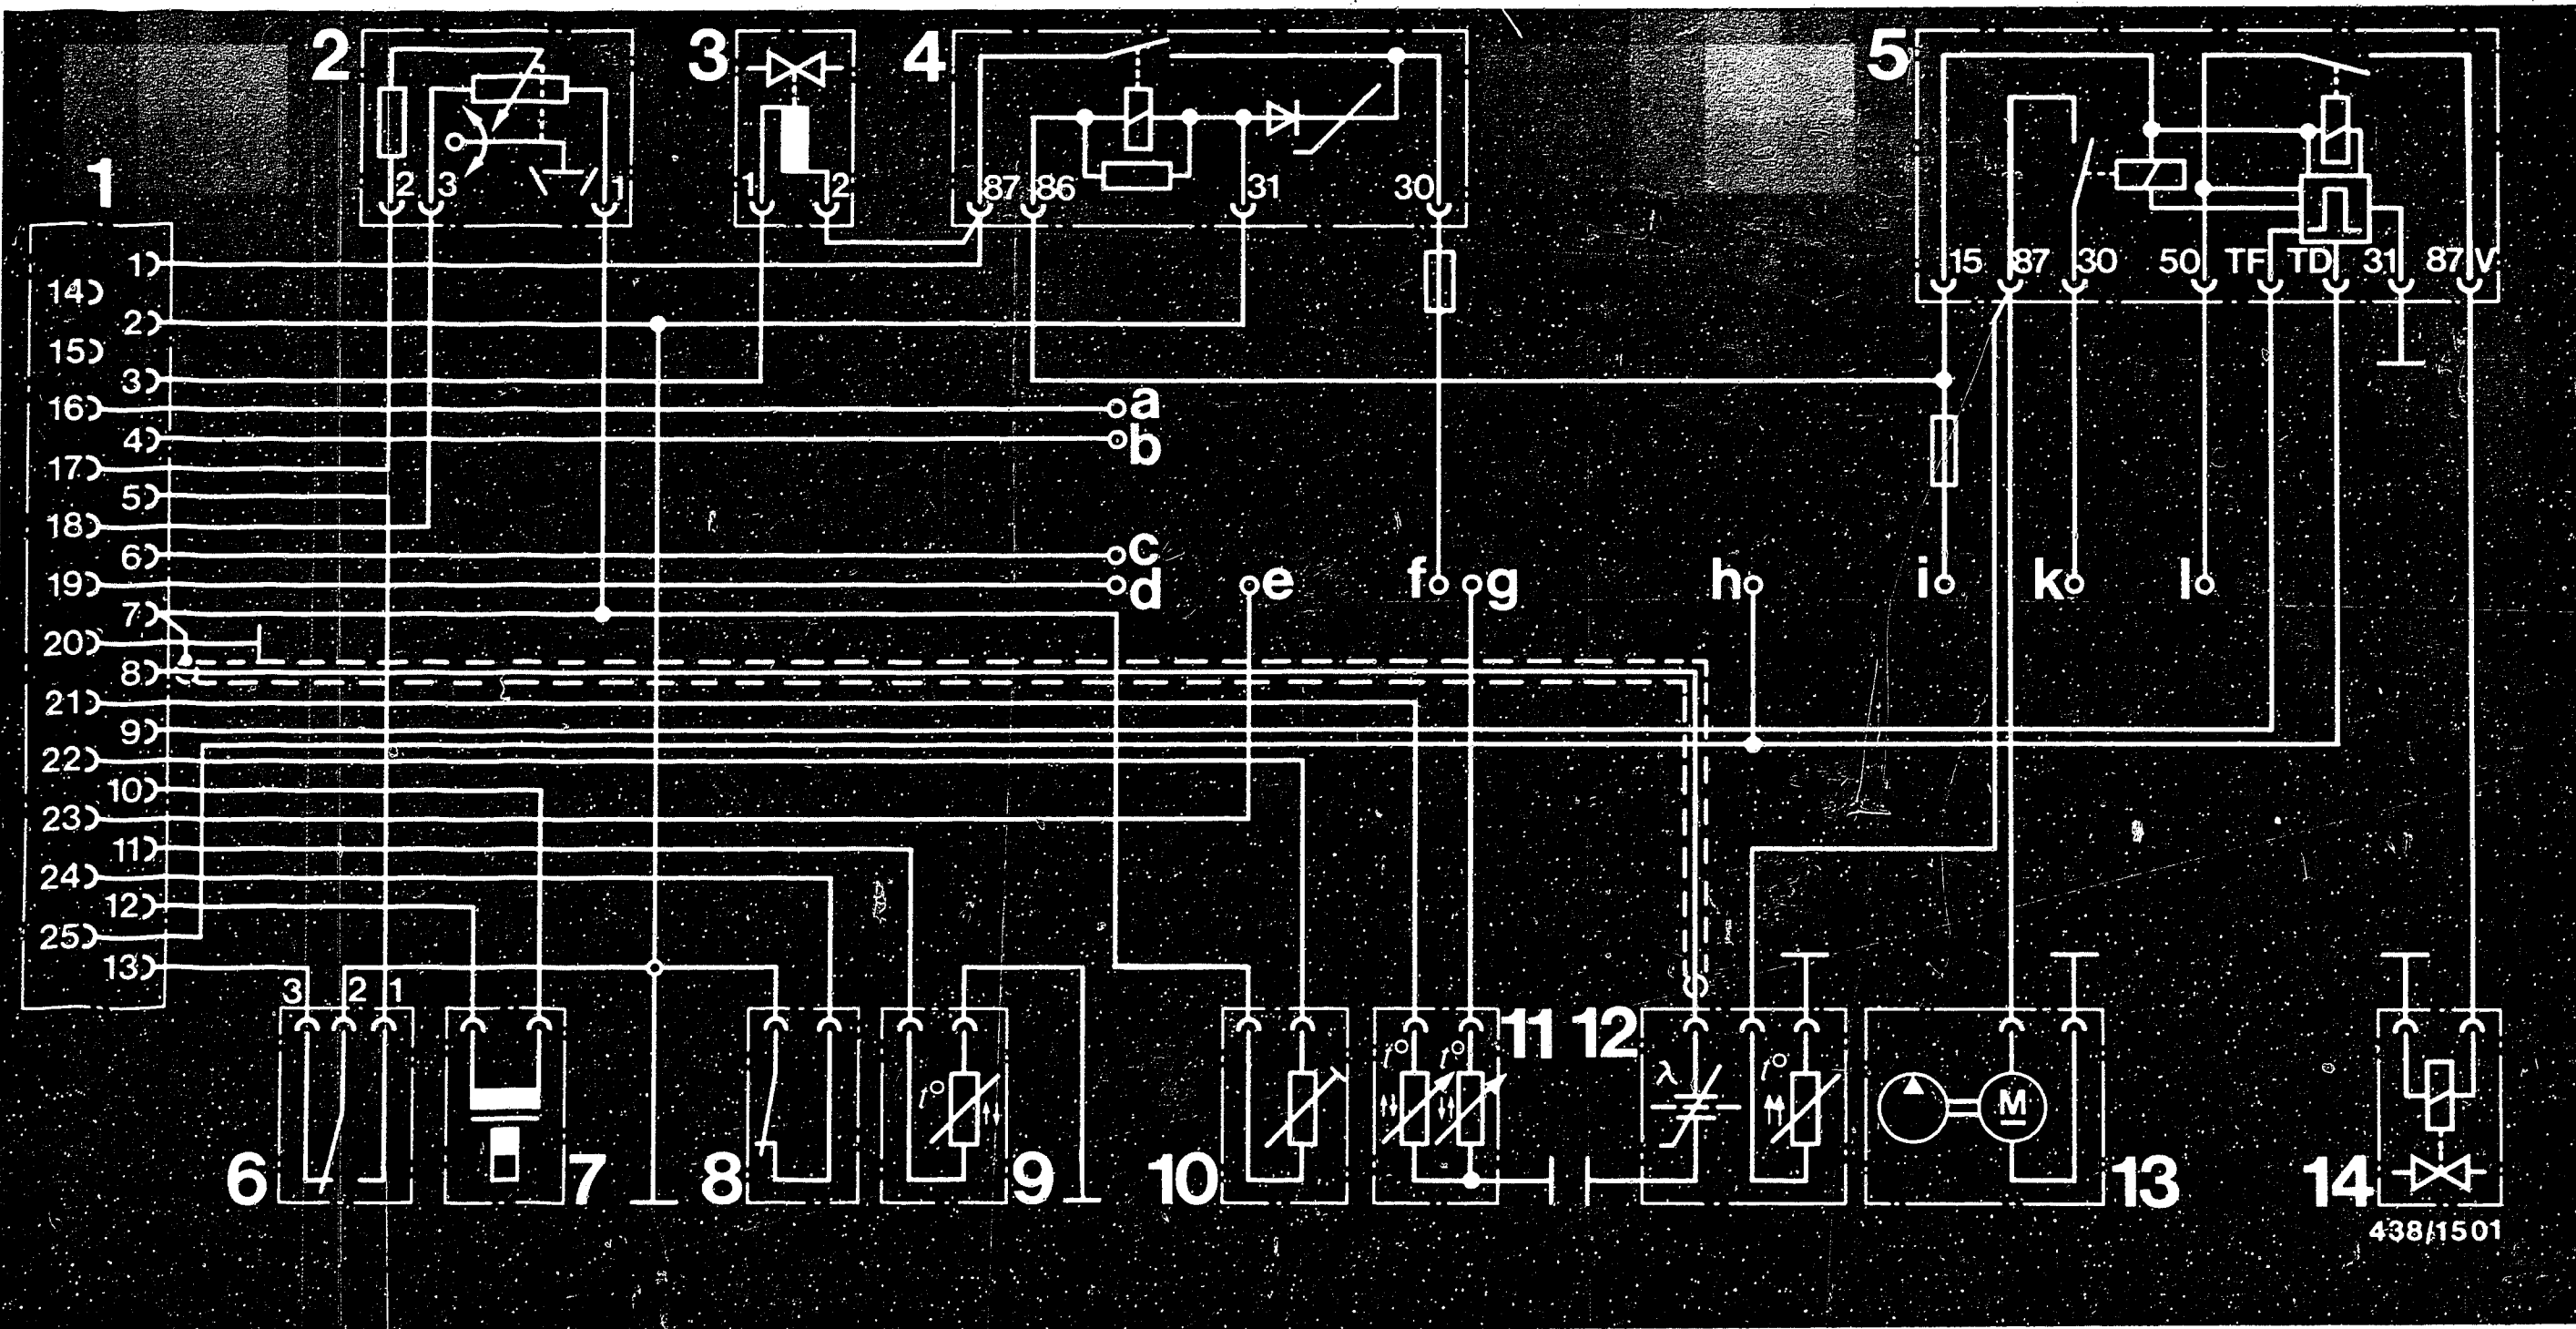 2 3 4 5
1
2 3 1 1 2 87 86 31 30
15 87 30 50 TF TD 31 87 V
1
14
2
15
3
16 a
4 b
17
5
18
6 c
19 d e f g h i k l
7
20
8
21
9
22
10
23
11
24
12
25
13
3 2 1
t° t° t° λ t°
M
11 12
6 7 8 9 10 13 14
438/1501